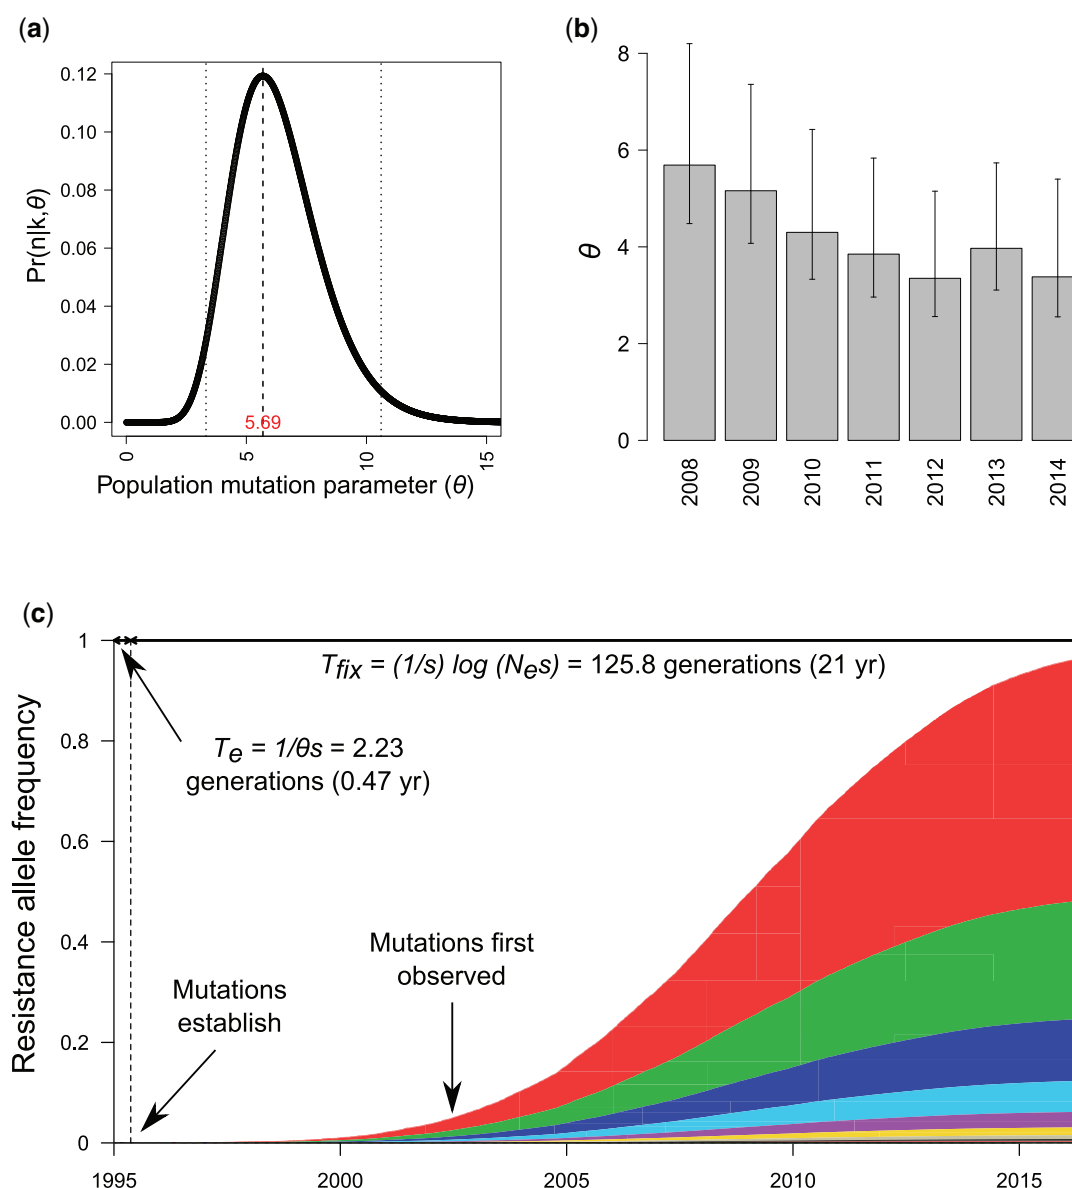 (a)
0.12
0.10
0.08
0.06
0.04
0.02
0.00
Pr(n|k,θ)
5.69
0
5
10
15
Population mutation parameter (θ)
(b)
8
6
4
2
0
θ
2008
2009
2010
2011
2012
2013
2014
(c)
1
0.8
0.6
0.4
0.2
0
Resistance allele frequency
Tfix = (1/s) log (Nes) = 125.8 generations (21 yr)
Te = 1/θs = 2.23
generations (0.47 yr)
Mutations first
observed
Mutations
establish
1995
2000
2005
2010
2015